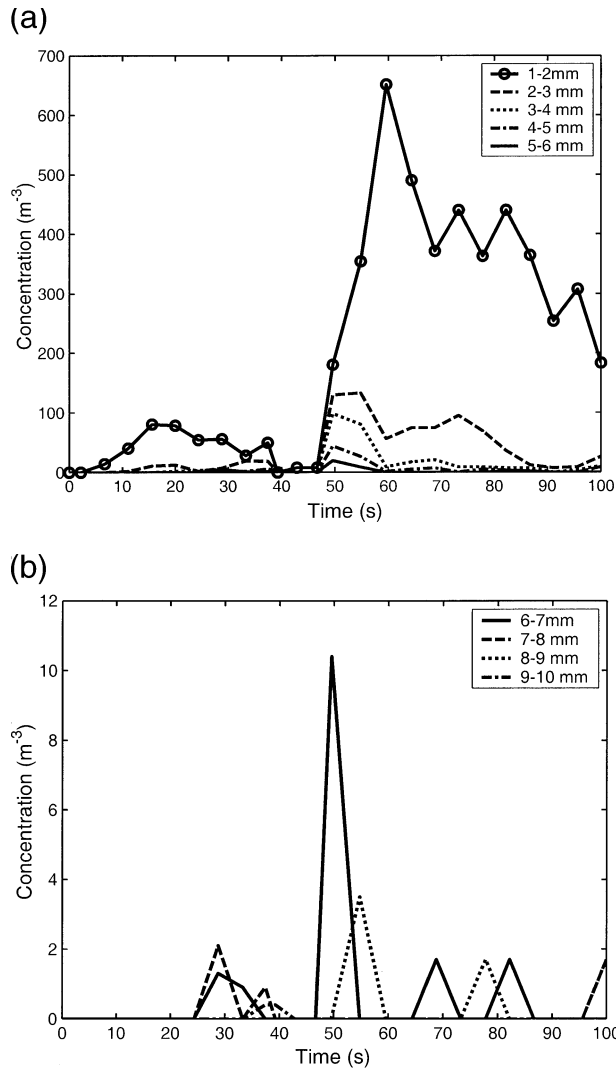 (a)
700
600
500
400
300
200
100
0
Concentration (m-3)
1-2mm
2-3 mm
3-4 mm
4-5 mm
5-6 mm
0 10 20 30 40 50 60 70 80 90 100
Time (s)
(b)
12
10
8
6
4
2
0
Concentration (m-3)
6-7mm
7-8 mm
8-9 mm
9-10 mm
0 10 20 30 40 50 60 70 80 90 100
Time (s)